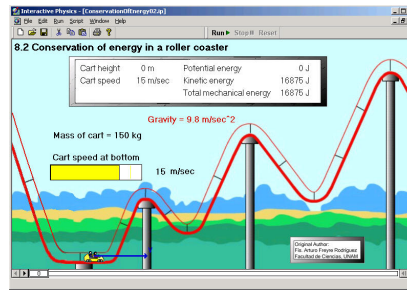 Interactive Physics - [ConservationOfEnergy02.ip]
File Edit Run Script Window Help
Run Stop Reset
8.2 Conservation of energy in a roller coaster
Cart height 0 m Potential energy 0 J
Cart speed 15 m/sec Kinetic energy 16875 J
Total mechanical energy 16875 J
Gravity = 9.8 m/sec^2
Mass of cart = 150 kg
Cart speed at bottom
15 m/sec
Original Author:
Fis. Arturo Freyre Rodríguez
Facultad de Ciencias, UNAM
0